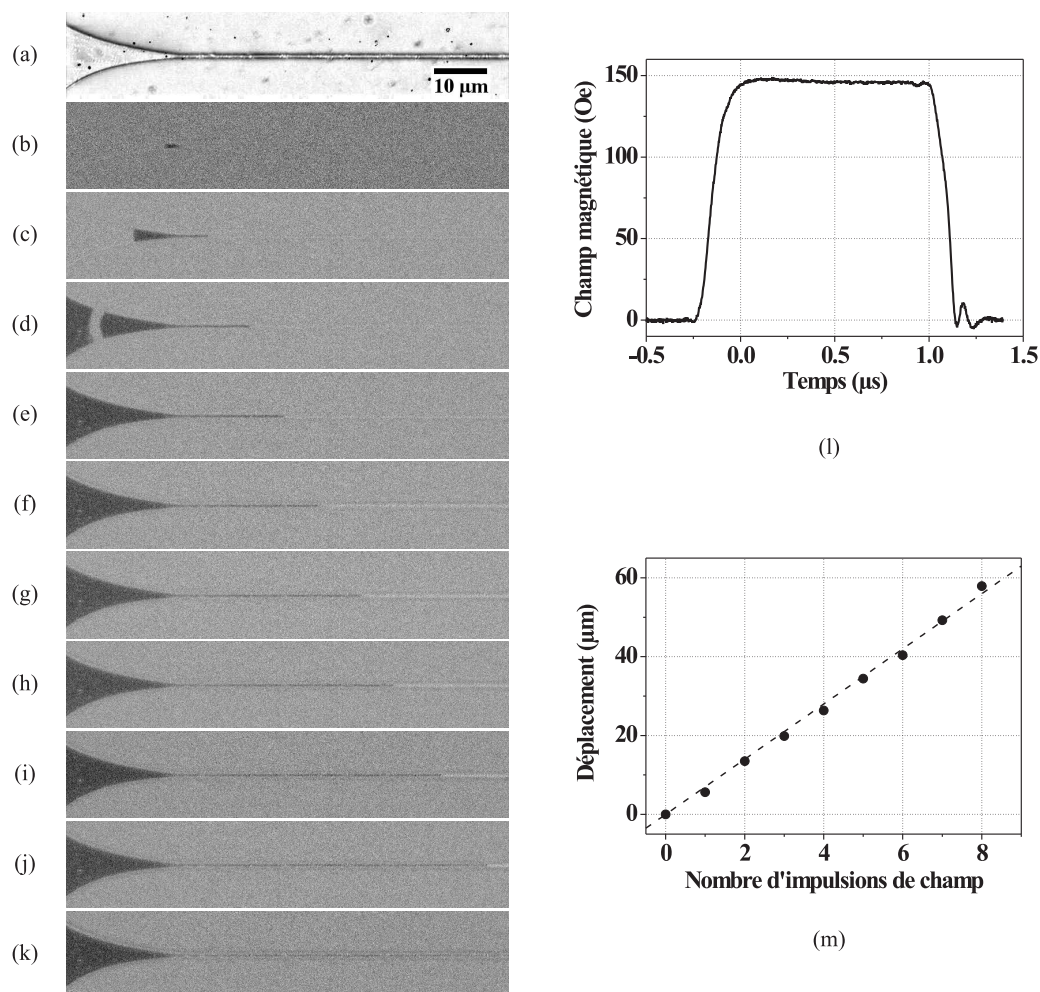 (a)
10 µm
(b)
(c)
(d)
(e)
(f)
(g)
(h)
(i)
(j)
(k)
150
100
50
0
Champ magnétique (Oe)
-0.5 0.0 0.5 1.0 1.5
Temps (µs)
(l)
60
40
20
0
Déplacement (µm)
0 2 4 6 8
Nombre d'impulsions de champ
(m)